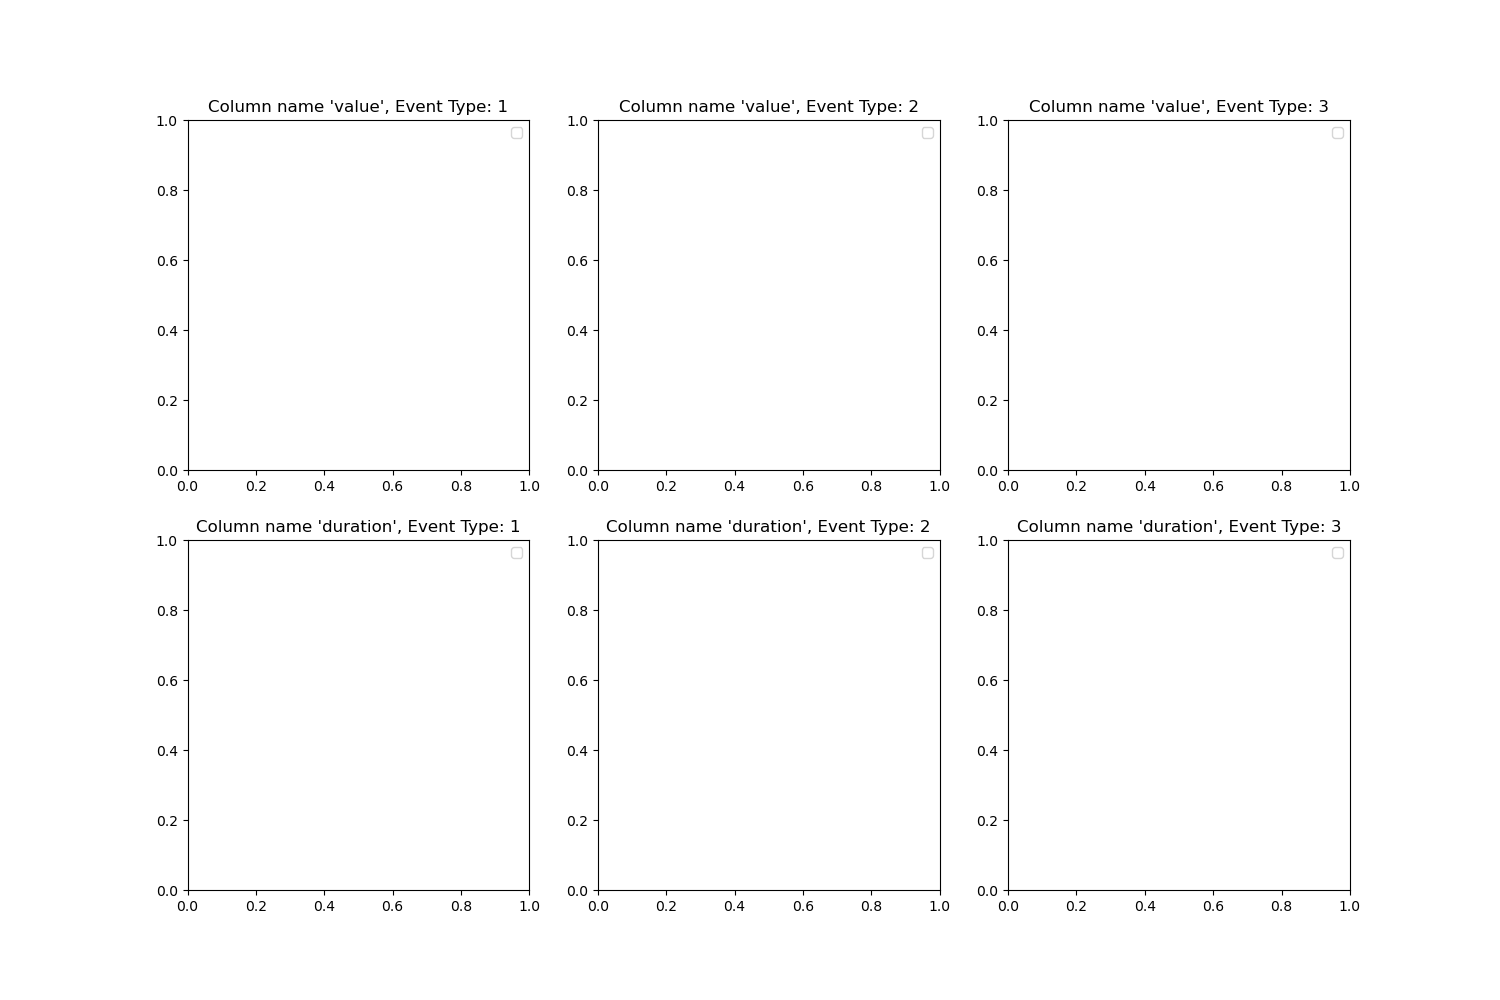 Column name 'value', Event Type: 1
Column name 'value', Event Type: 2
Column name 'value', Event Type: 3
1.0 1.0 1.0
0.8 0.8 0.8
0.6 0.6 0.6
0.4 0.4 0.4
0.2 0.2 0.2
0.0 0.0 0.0
0.0 0.2 0.4 0.6 0.8 1.0 0.0 0.2 0.4 0.6 0.8 1.0 0.0 0.2 0.4 0.6 0.8 1.0
Column name 'duration', Event Type: 1
Column name 'duration', Event Type: 2
Column name 'duration', Event Type: 3
1.0 1.0 1.0
0.8 0.8 0.8
0.6 0.6 0.6
0.4 0.4 0.4
0.2 0.2 0.2
0.0 0.0 0.0
0.0 0.2 0.4 0.6 0.8 1.0 0.0 0.2 0.4 0.6 0.8 1.0 0.0 0.2 0.4 0.6 0.8 1.0